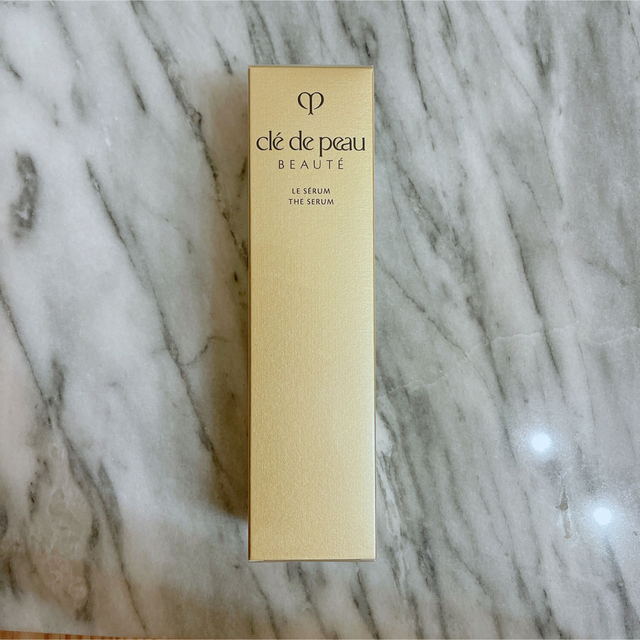 clé de peau
BEAUTÉ
LE SÉRUM
THE SERUM